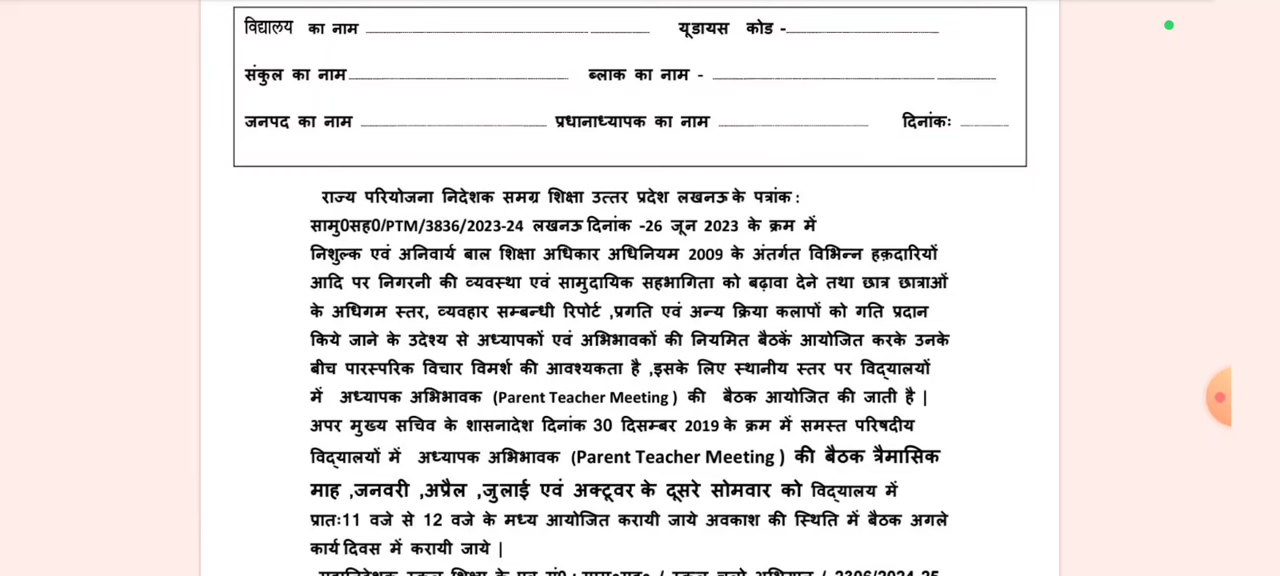 विद्यालय का नाम यूडायस कोड -
संकुल का नाम ब्लाक का नाम -
जनपद का नाम प्रधानाध्यापक का नाम दिनांकः
राज्य परियोजना निदेशक समग्र शिक्षा उत्तर प्रदेश लखनऊ के पत्रांक :
सामु0सह0/PTM/3836/2023-24 लखनऊ दिनांक -26 जून 2023 के क्रम में
निशुल्क एवं अनिवार्य बाल शिक्षा अधिकार अधिनियम 2009 के अंतर्गत विभिन्न हक़दारियों
आदि पर निगरनी की व्यवस्था एवं सामुदायिक सहभागिता को बढ़ावा देने तथा छात्र छात्राओं
के अधिगम स्तर, व्यवहार सम्बन्धी रिपोर्ट ,प्रगति एवं अन्य क्रिया कलापों को गति प्रदान
किये जाने के उदेश्य से अध्यापकों एवं अभिभावकों की नियमित बैठकें आयोजित करके उनके
बीच पारस्परिक विचार विमर्श की आवश्यकता है ,इसके लिए स्थानीय स्तर पर विद्यालयों
में अध्यापक अभिभावक (Parent Teacher Meeting ) की बैठक आयोजित की जाती है |
अपर मुख्य सचिव के शासनादेश दिनांक 30 दिसम्बर 2019 के क्रम में समस्त परिषदीय
विद्यालयों में अध्यापक अभिभावक (Parent Teacher Meeting ) की बैठक त्रैमासिक
माह ,जनवरी ,अप्रैल ,जुलाई एवं अक्टूवर के दूसरे सोमवार को विद्यालय में
प्रातः11 वजे से 12 वजे के मध्य आयोजित करायी जाये अवकाश की स्थिति में बैठक अगले
कार्य दिवस में करायी जाये |